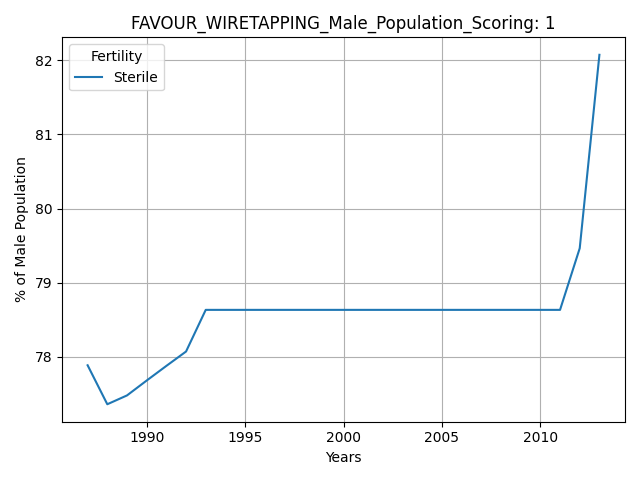 FAVOUR_WIRETAPPING_Male_Population_Scoring: 1
Fertility
Sterile
82
81
80
79
78
% of Male Population
1990 1995 2000 2005 2010
Years